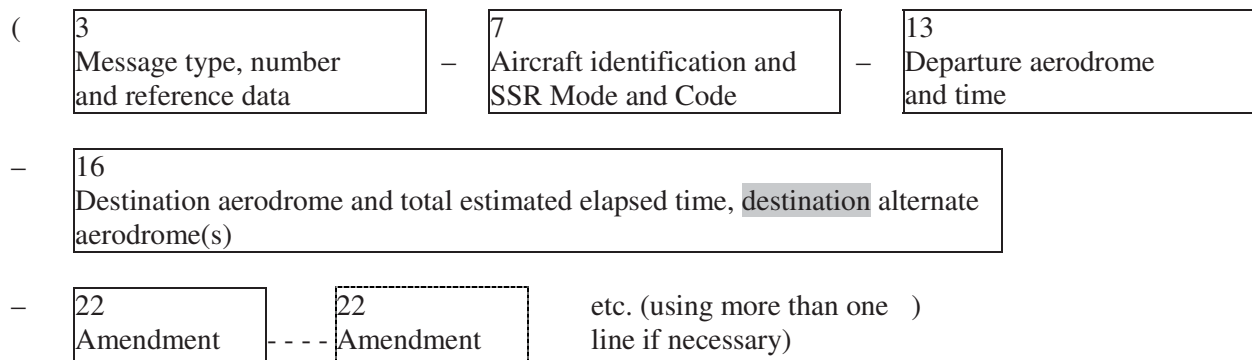 ( 3 7 13
Message type, number – Aircraft identification and – Departure aerodrome
and reference data SSR Mode and Code and time
– 16
Destination aerodrome and total estimated elapsed time, destination alternate
aerodrome(s)
– 22 22 etc. (using more than one )
Amendment - - - - Amendment line if necessary)